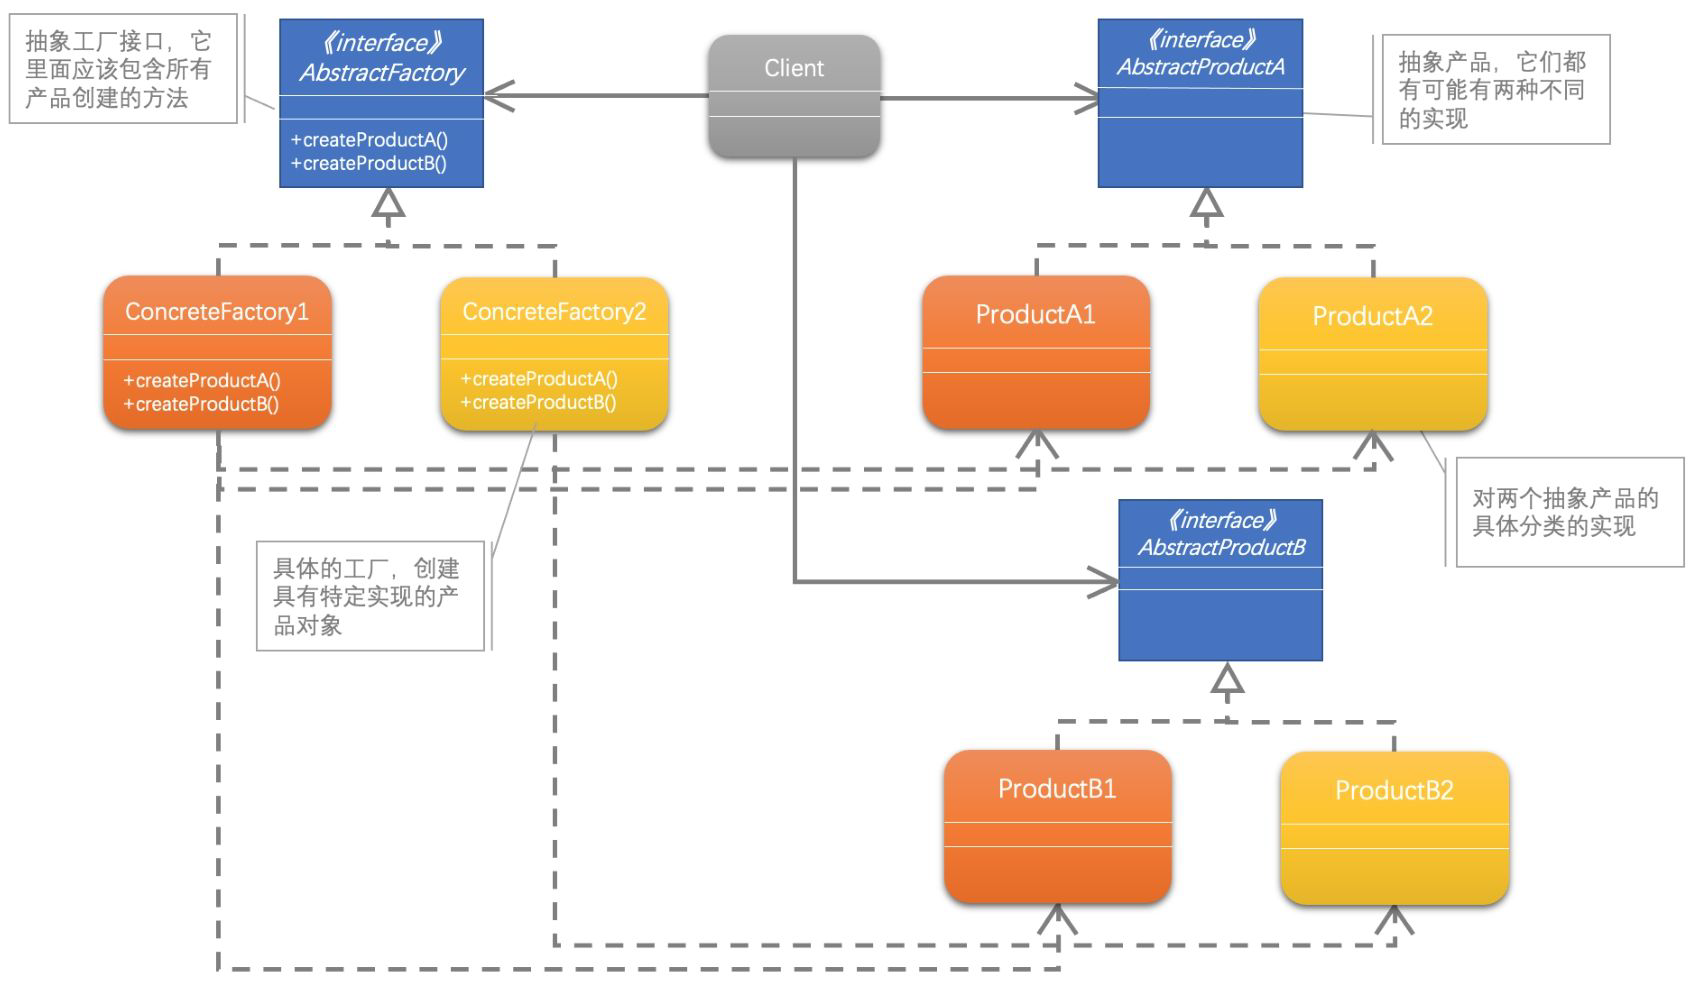 抽象工厂接口，它
里面应该包含所有
产品创建的方法
《interface》
AbstractFactory
+createProductA()
+createProductB()
Client
《interface》
AbstractProductA
抽象产品，它们都
有可能有两种不同
的实现
ConcreteFactory1
+createProductA()
+createProductB()
ConcreteFactory2
+createProductA()
+createProductB()
ProductA1
ProductA2
具体的工厂，创建
具有特定实现的产
品对象
《interface》
AbstractProductB
对两个抽象产品的
具体分类的实现
ProductB1
ProductB2